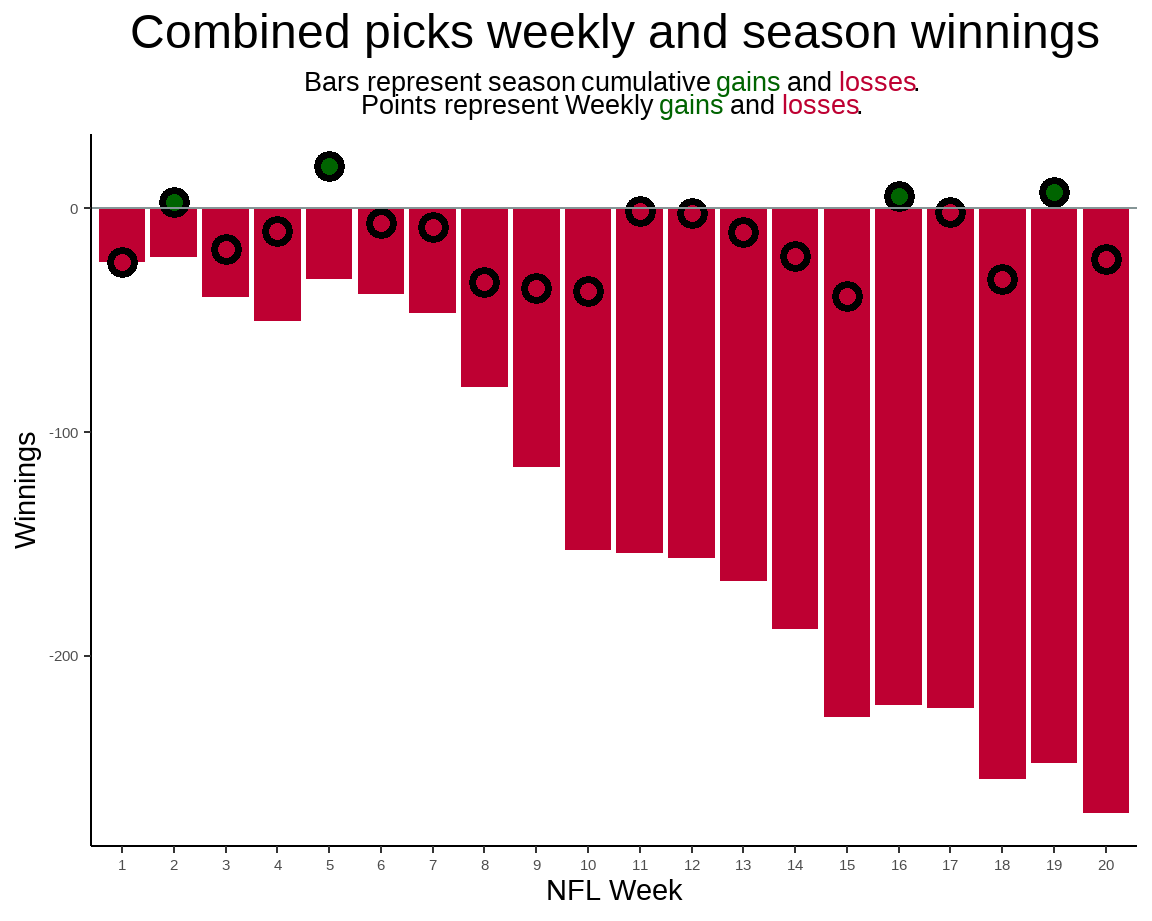 Combined picks weekly and season winnings
Bars represent season cumulative gains and losses.
Points represent Weekly gains and losses.
Winnings
0
-100
-200
1 2 3 4 5 6 7 8 9 10 11 12 13 14 15 16 17 18 19 20
NFL Week